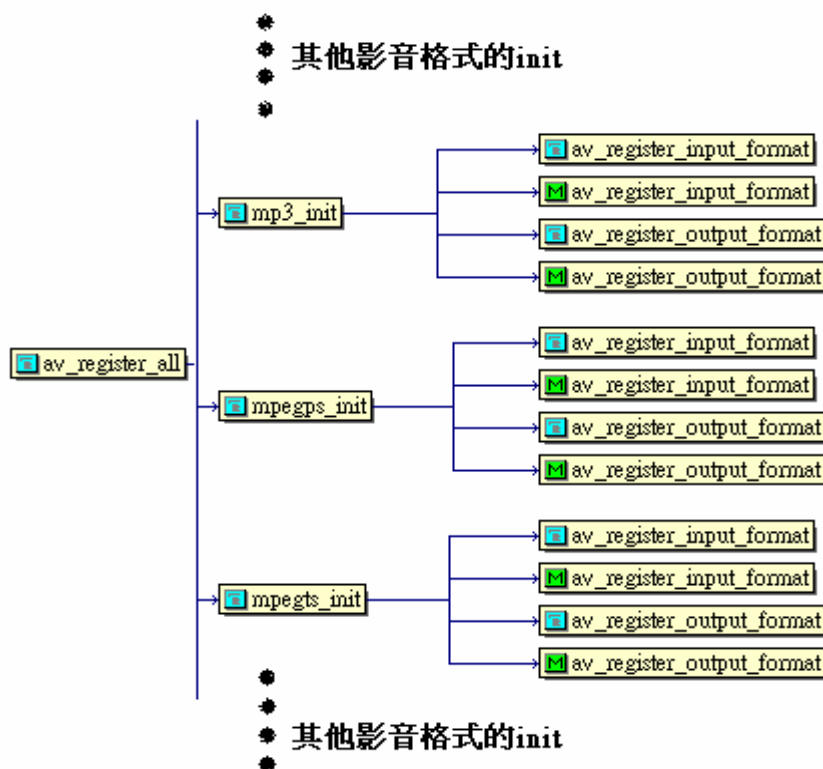 其他影音格式的init
av_register_input_format
av_register_input_format
mp3_init
av_register_output_format
av_register_output_format
av_register_input_format
av_register_all
av_register_input_format
mpegps_init
av_register_output_format
av_register_output_format
av_register_input_format
av_register_input_format
mpegts_init
av_register_output_format
av_register_output_format
其他影音格式的init